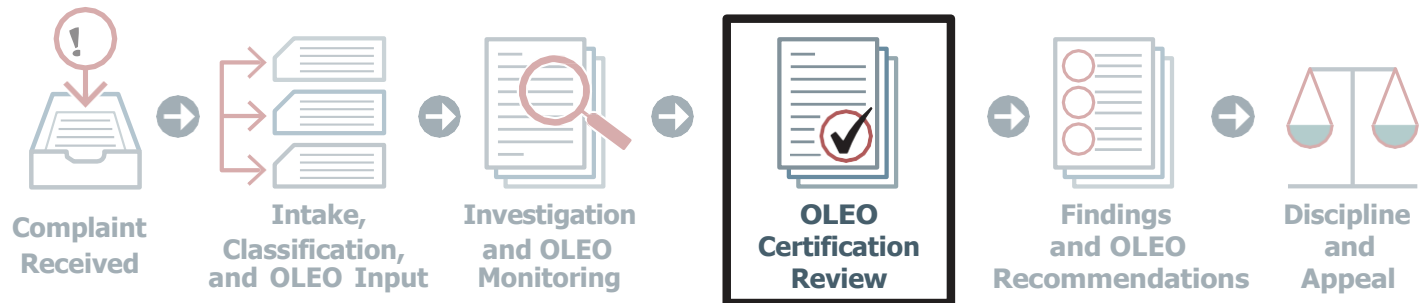 !
Complaint
Received
Intake,
Classification,
and OLEO Input
Investigation
and OLEO
Monitoring
OLEO
Certification
Review
Findings
and OLEO
Recommendations
Discipline
and
Appeal